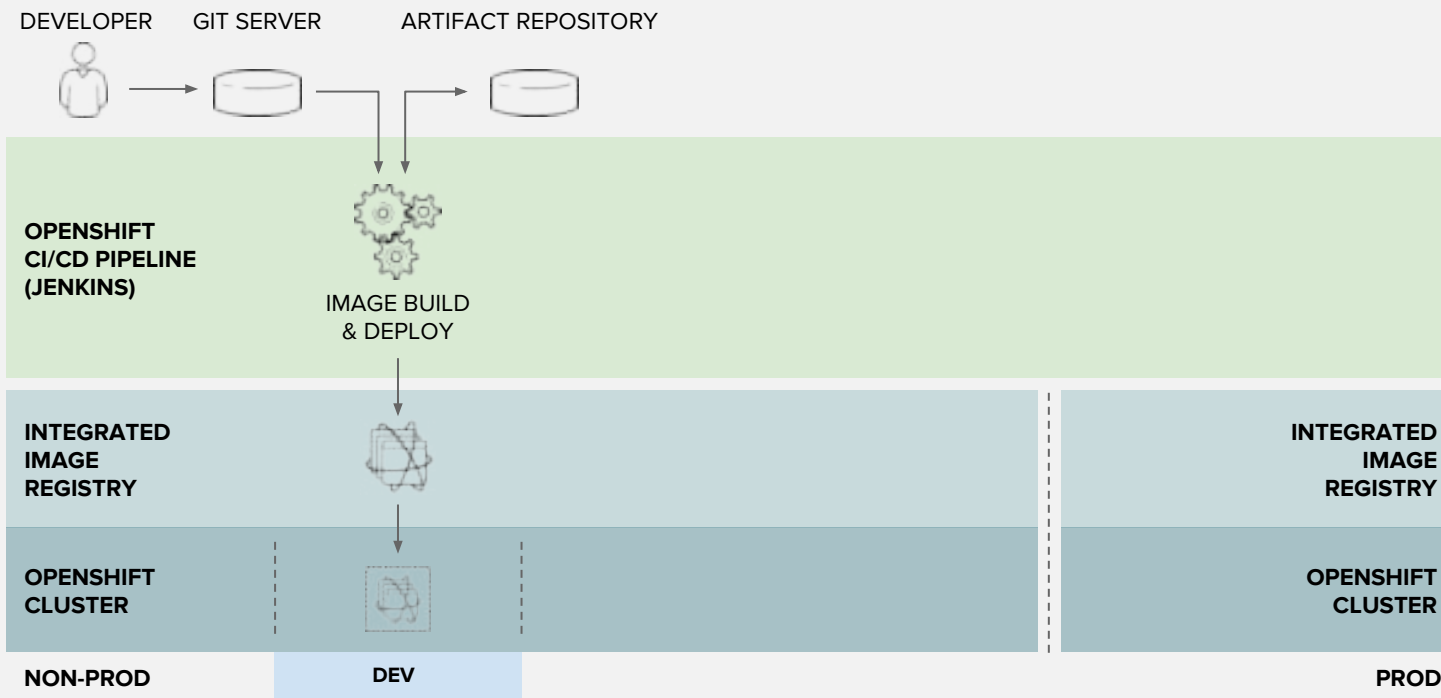 DEVELOPER
GIT SERVER
ARTIFACT REPOSITORY
OPENSHIFT
CI/CD PIPELINE
(JENKINS)
IMAGE BUILD
& DEPLOY
INTEGRATED
IMAGE
REGISTRY
INTEGRATED
IMAGE
REGISTRY
OPENSHIFT
CLUSTER
OPENSHIFT
CLUSTER
NON-PROD
DEV
PROD